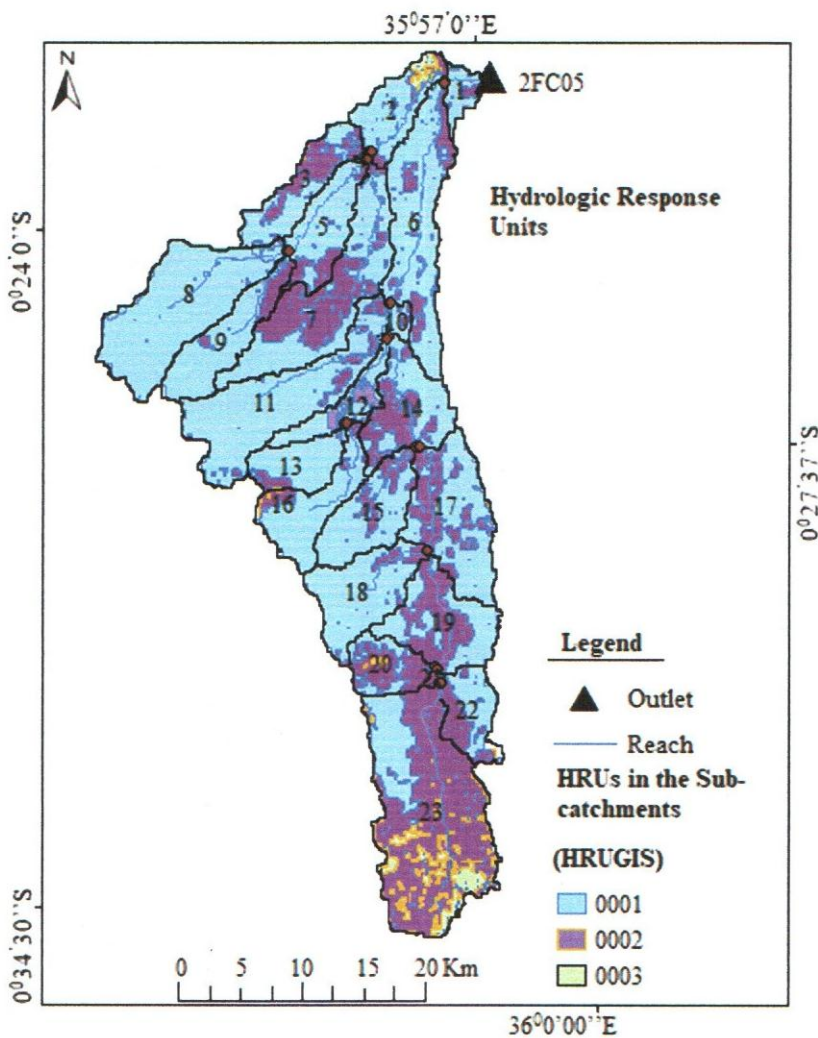 35⁰57'0''E
N
2FC05
1
2
3
Hydrologic Response
Units
5
6
0⁰24'0''S
8
7
9
10
11
12
14
13
0⁰27'37''S
16
15
17
18
19
Legend
20
Outlet
22
Reach
HRUs in the Sub-
catchments
23
(HRUGIS)
0001
0002
0003
0⁰34'30''S
0 5 10 15 20 Km
36⁰0'00''E